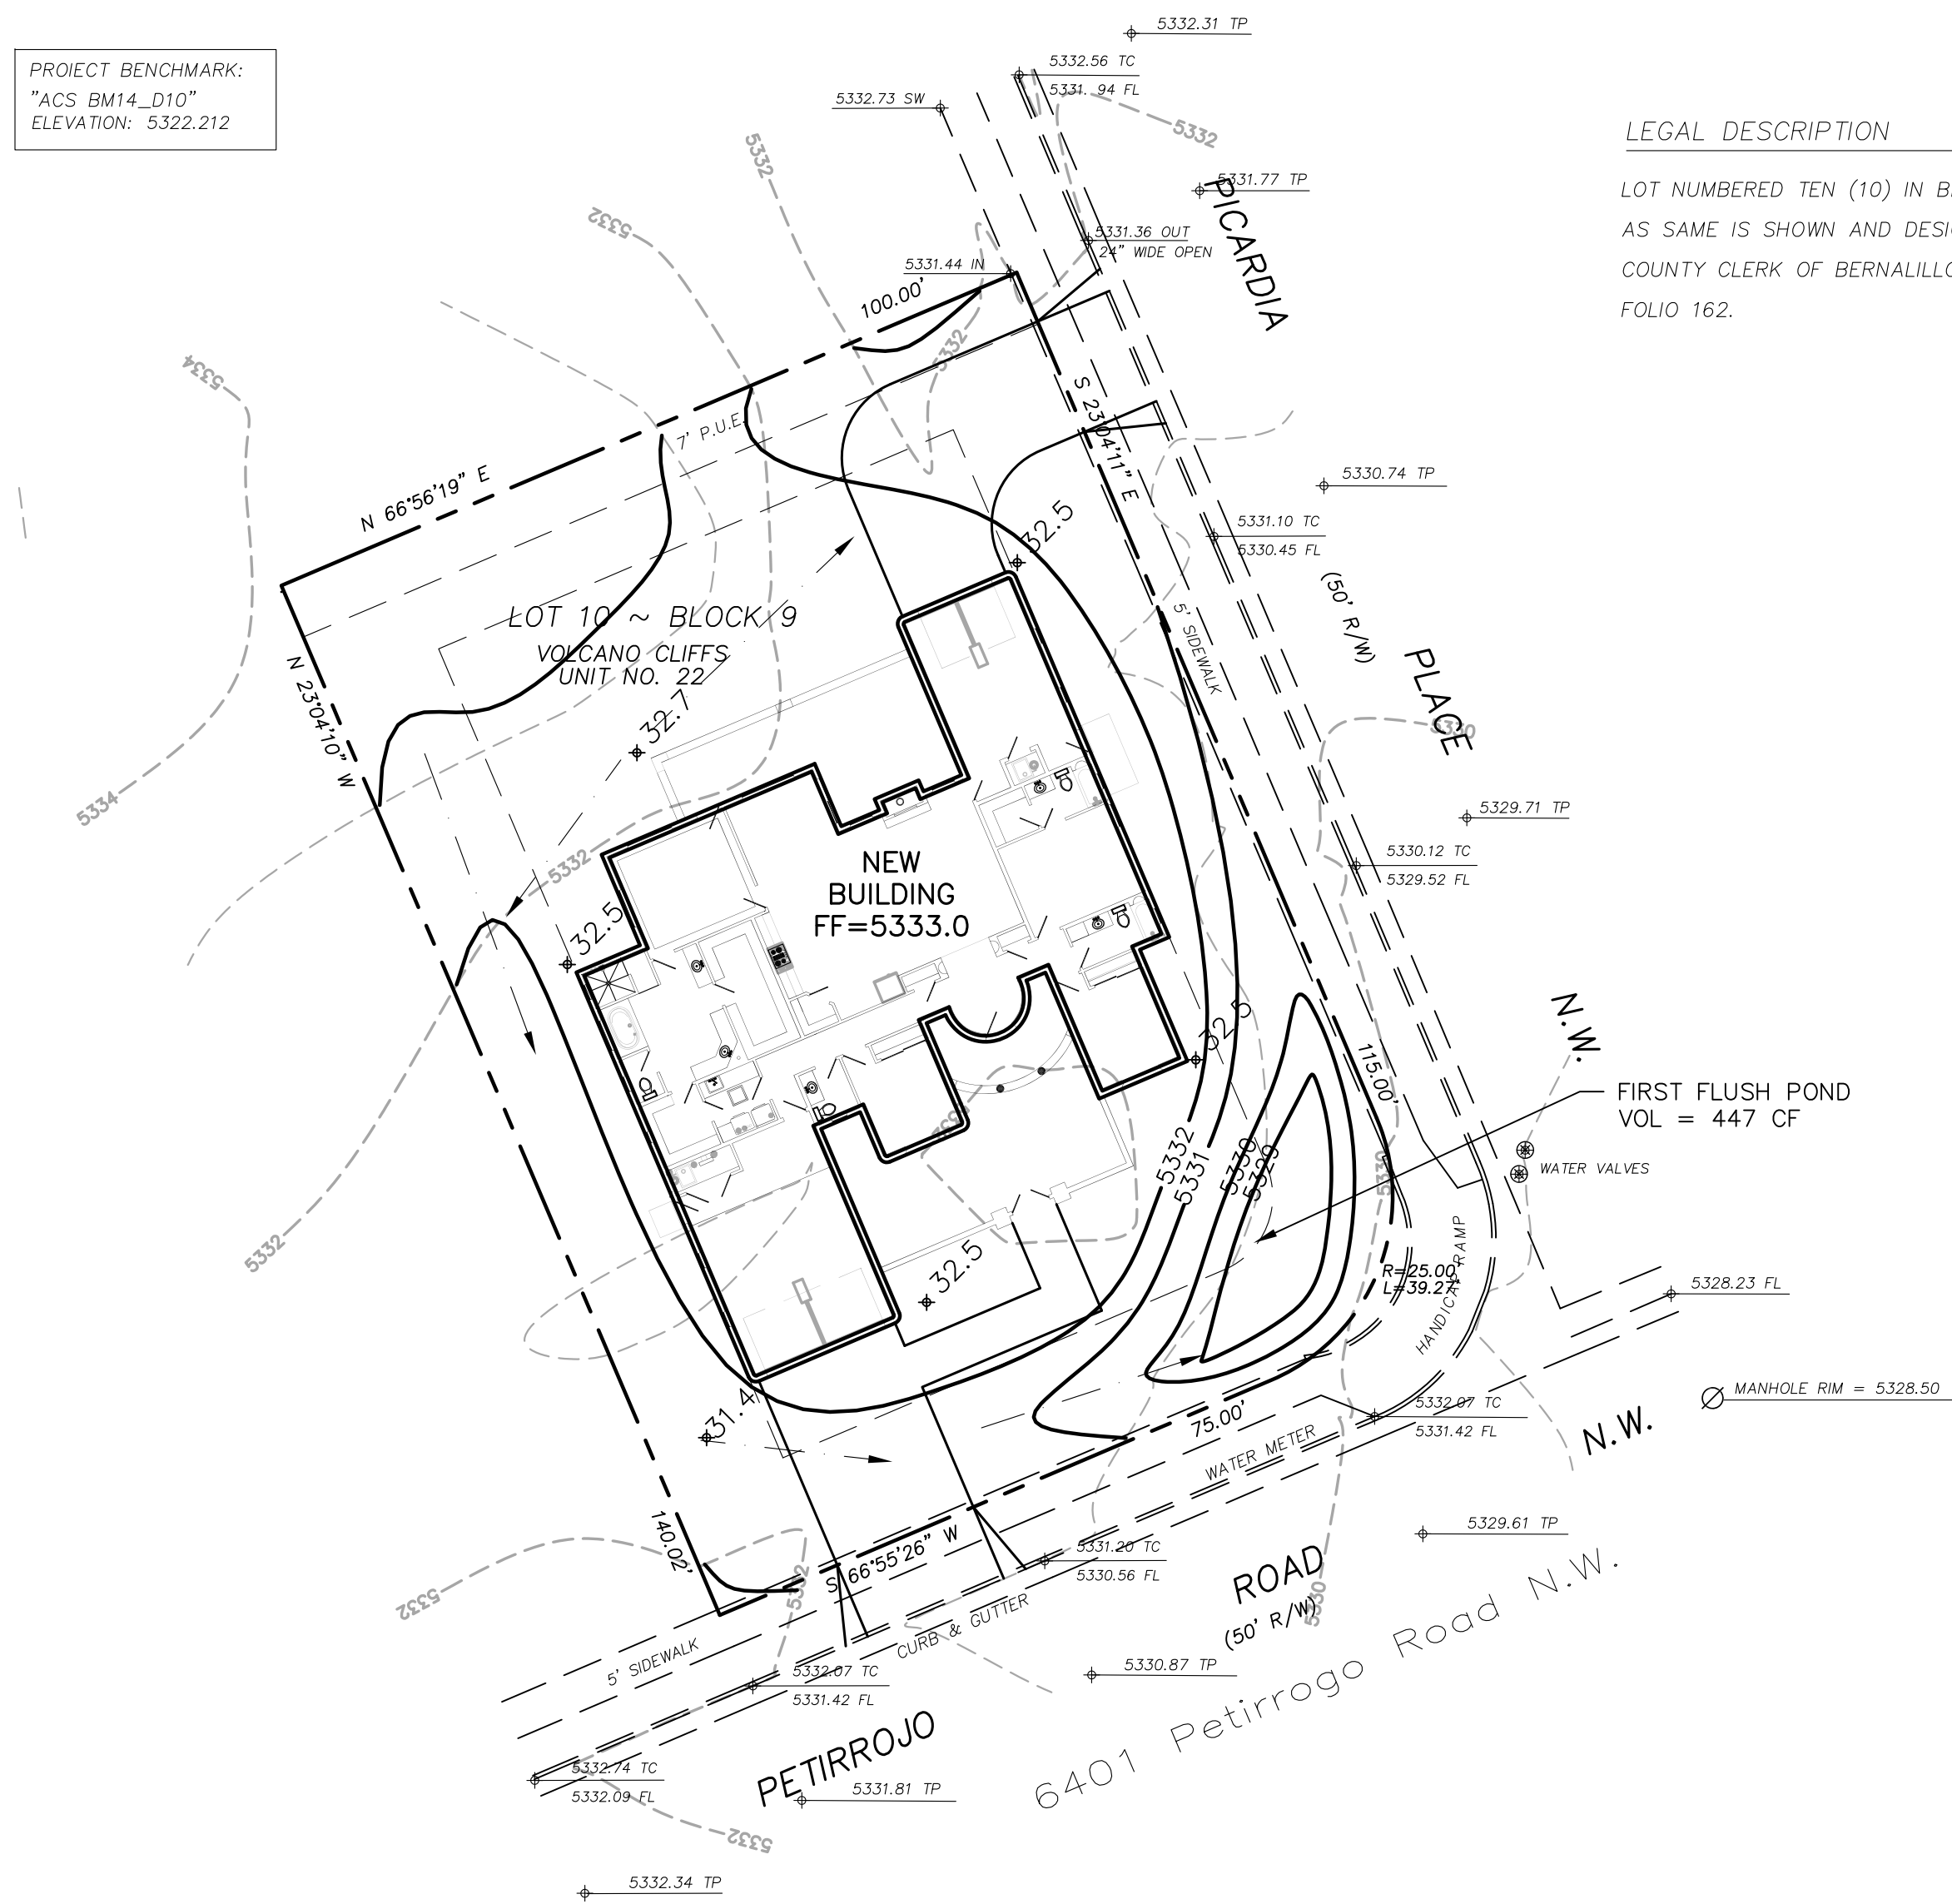 PROIECT BENCHMARK:
"ACS BM14_D10"
ELEVATION: 5322.212
5332.31 TP
5332.56 TC
5331. 94 FL
5332.73 SW
5332
5332
5332
5331.77 TP
5331.36 OUT
24" WIDE OPEN
5331.44 IN
100.00'
PICARDIA
LEGAL DESCRIPTION
LOT NUMBERED TEN (10) IN
AS SAME IS SHOWN AND
COUNTY CLERK OF
FOLIO 162.
5334
5332
7' P.U.E.
S 23°04'11" E
N 66°56'19" E
5330.74 TP
5331.10 TC
5330.45 FL
32.5
(50' R/W)
LOT 10 ~ BLOCK 9
VOLCANO CLIFFS
UNIT NO. 22
5' SIDEWALK
N 23°04'10" W
32.7
PLACE
5330
5334
5329.71 TP
5330.12 TC
5329.52 FL
5332
NEW
BUILDING
FF=5333.0
32.5
32.5
N.W.
115.00'
FIRST FLUSH POND
VOL = 447 CF
5332
5331
5330
5329
5330
WATER VALVES
5332
32.5
R=25.00'
L=39.27'
HANDICAP RAMP
5328.23 FL
MANHOLE RIM = 5328.50
31.4
75.00'
5332.07 TC
5331.42 FL
WATER METER
N.W.
140.02'
5329.61 TP
S 66°55'26" W
5331.20 TC
5330.56 FL
5332
5332
ROAD
(50' R/W)
5330
CURB & GUTTER
5' SIDEWALK
5332.07 TC
5331.42 FL
5330.87 TP
6401 Petirrogo Road N.W.
PETIRROJO
5332.74 TC
5332.09 FL
5331.81 TP
5332
5332.34 TP